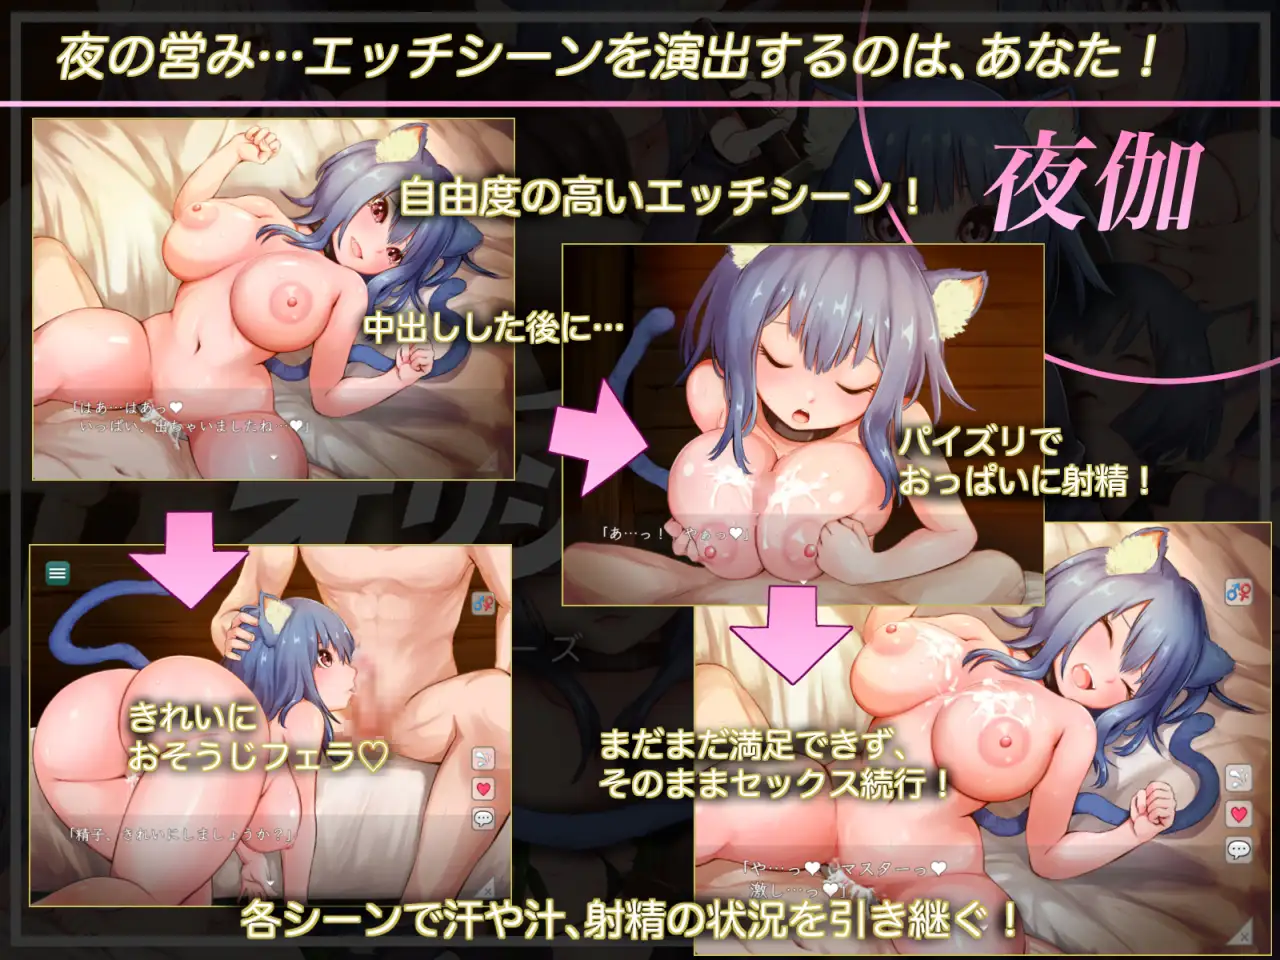 夜の営み…エッチシーンを演出するのは、あなた！
夜伽
自由度の高いエッチシーン！
中出しした後に…
「はあ…はあっ♥
いっぱい、出ちゃいましたね…♥」
パイズリで
おっぱいに射精！
「あ…っ！　やぁっ♥」
きれいに
おそうじフェラ♡
「精子、きれいにしましょうか？」
まだまだ満足できず、
そのままセックス続行！
「や…っ♥　マスターっ♥
激し…っ♥」
各シーンで汗や汁、射精の状況を引き継ぐ！